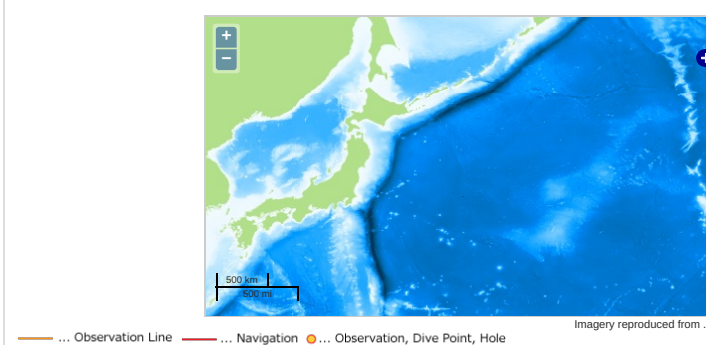 +
−
500 km
500 mi
Imagery reproduced from .
... Observation Line ... Navigation ... Observation, Dive Point, Hole